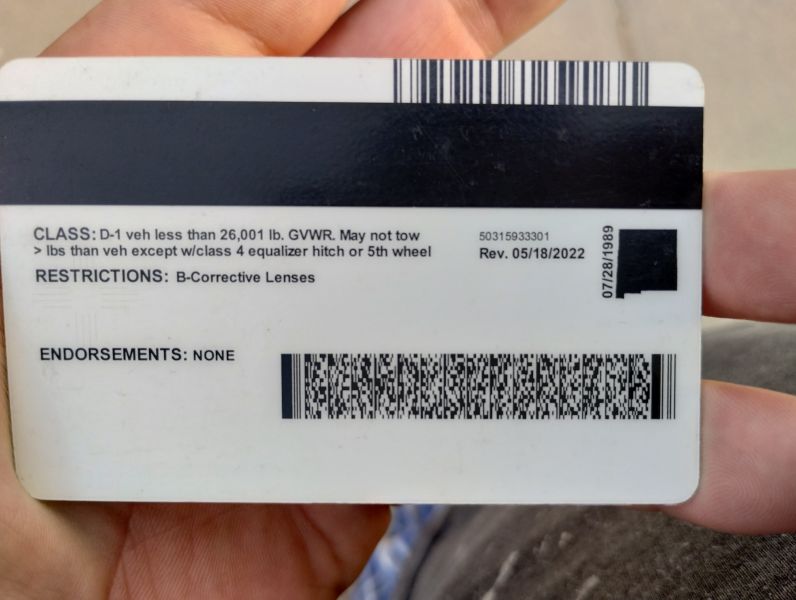 CLASS: D-1 veh less than 26,001 lb. GVWR. May not tow
> lbs than veh except w/class 4 equalizer hitch or 5th wheel
RESTRICTIONS: B-Corrective Lenses
50315933301
Rev. 05/18/2022
07/28/1989
ENDORSEMENTS: NONE